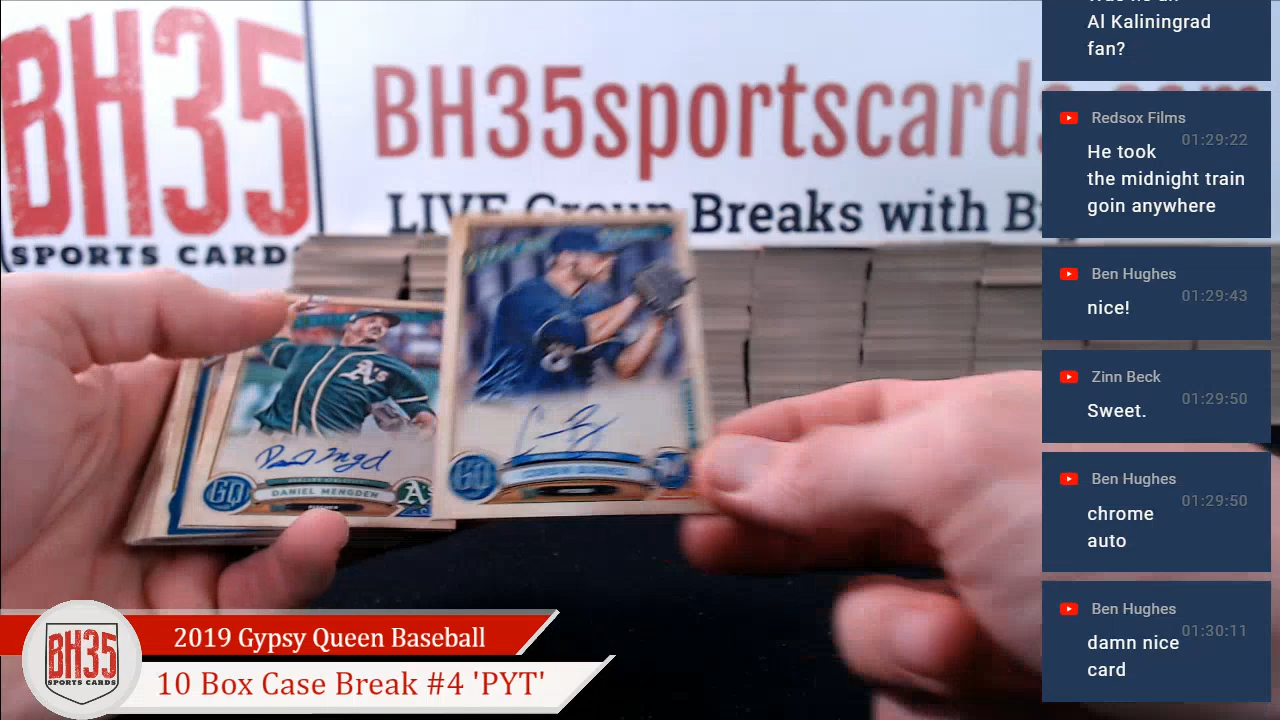 BH35
SPORTS CARDS
BH35sportscards.com
LIVE Group Breaks with B
A's
GQ
DANIEL MENGDEN
A
GQ
M
2019 Gypsy Queen Baseball
10 Box Case Break #4 'PYT'
BH35
SPORTS CARDS
Al Kaliningrad
fan?
Redsox Films
01:29:22
He took
the midnight train
goin anywhere
Ben Hughes
01:29:43
nice!
Zinn Beck
01:29:50
Sweet.
Ben Hughes
01:29:50
chrome
auto
Ben Hughes
01:30:11
damn nice
card